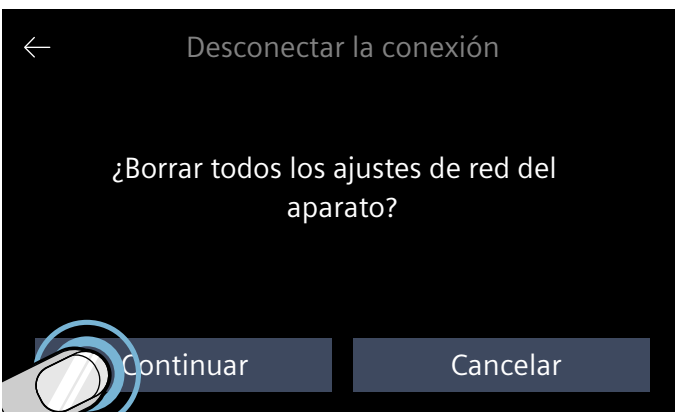 Desconectar la conexión
¿Borrar todos los ajustes de red del
aparato?
Continuar
Cancelar